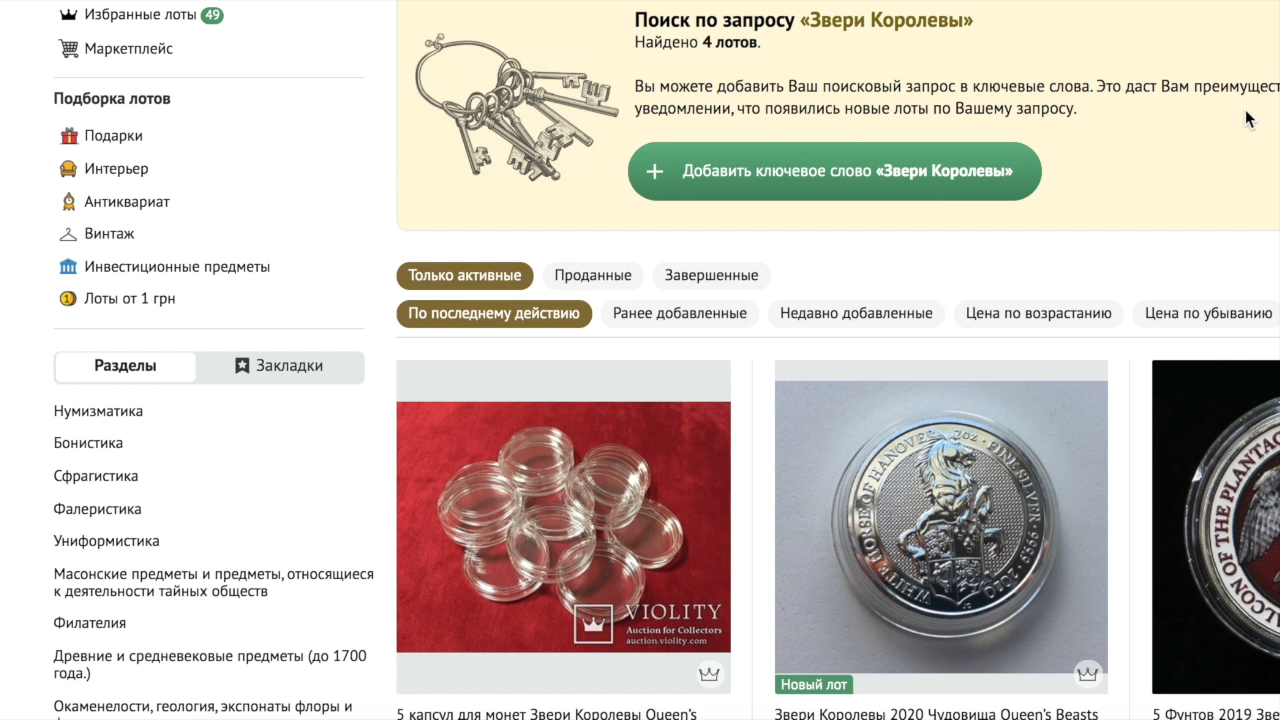 Избранные лоты 49
Маркетплейс
Подборка лотов
Подарки
Интерьер
Антиквариат
Винтаж
Инвестиционные предметы
Лоты от 1 грн
Разделы
Закладки
Нумизматика
Бонистика
Сфрагистика
Фалеристика
Униформистика
Масонские предметы и предметы, относящиеся
к деятельности тайных обществ
Филателия
Древние и средневековые предметы (до 1700
года.)
Окаменелости, геология, экспонаты флоры и
Поиск по запросу «Звери Королевы»
Найдено 4 лотов.
Вы можете добавить Ваш поисковый запрос в ключевые слова. Это даст Вам преимущест
уведомлении, что появились новые лоты по Вашему запросу.
+ Добавить ключевое слово «Звери Королевы»
Только активные
Проданные
Завершенные
По последнему действию
Ранее добавленные
Недавно добавленные
Цена по возрастанию
Цена по убыванию
VIOLITY
Auction for Collectors
auction.violity.com
5 капсул для монет Звери Королевы Queen's
WHITE HORSE OF HANOVER · 2oz · FINE SILVER · 9999 · 2020
Новый лот
Звери Королевы 2020 Чудовища Queen's Beasts
LCON OF THE PLANTAG
5 Фунтов 2019 Зве